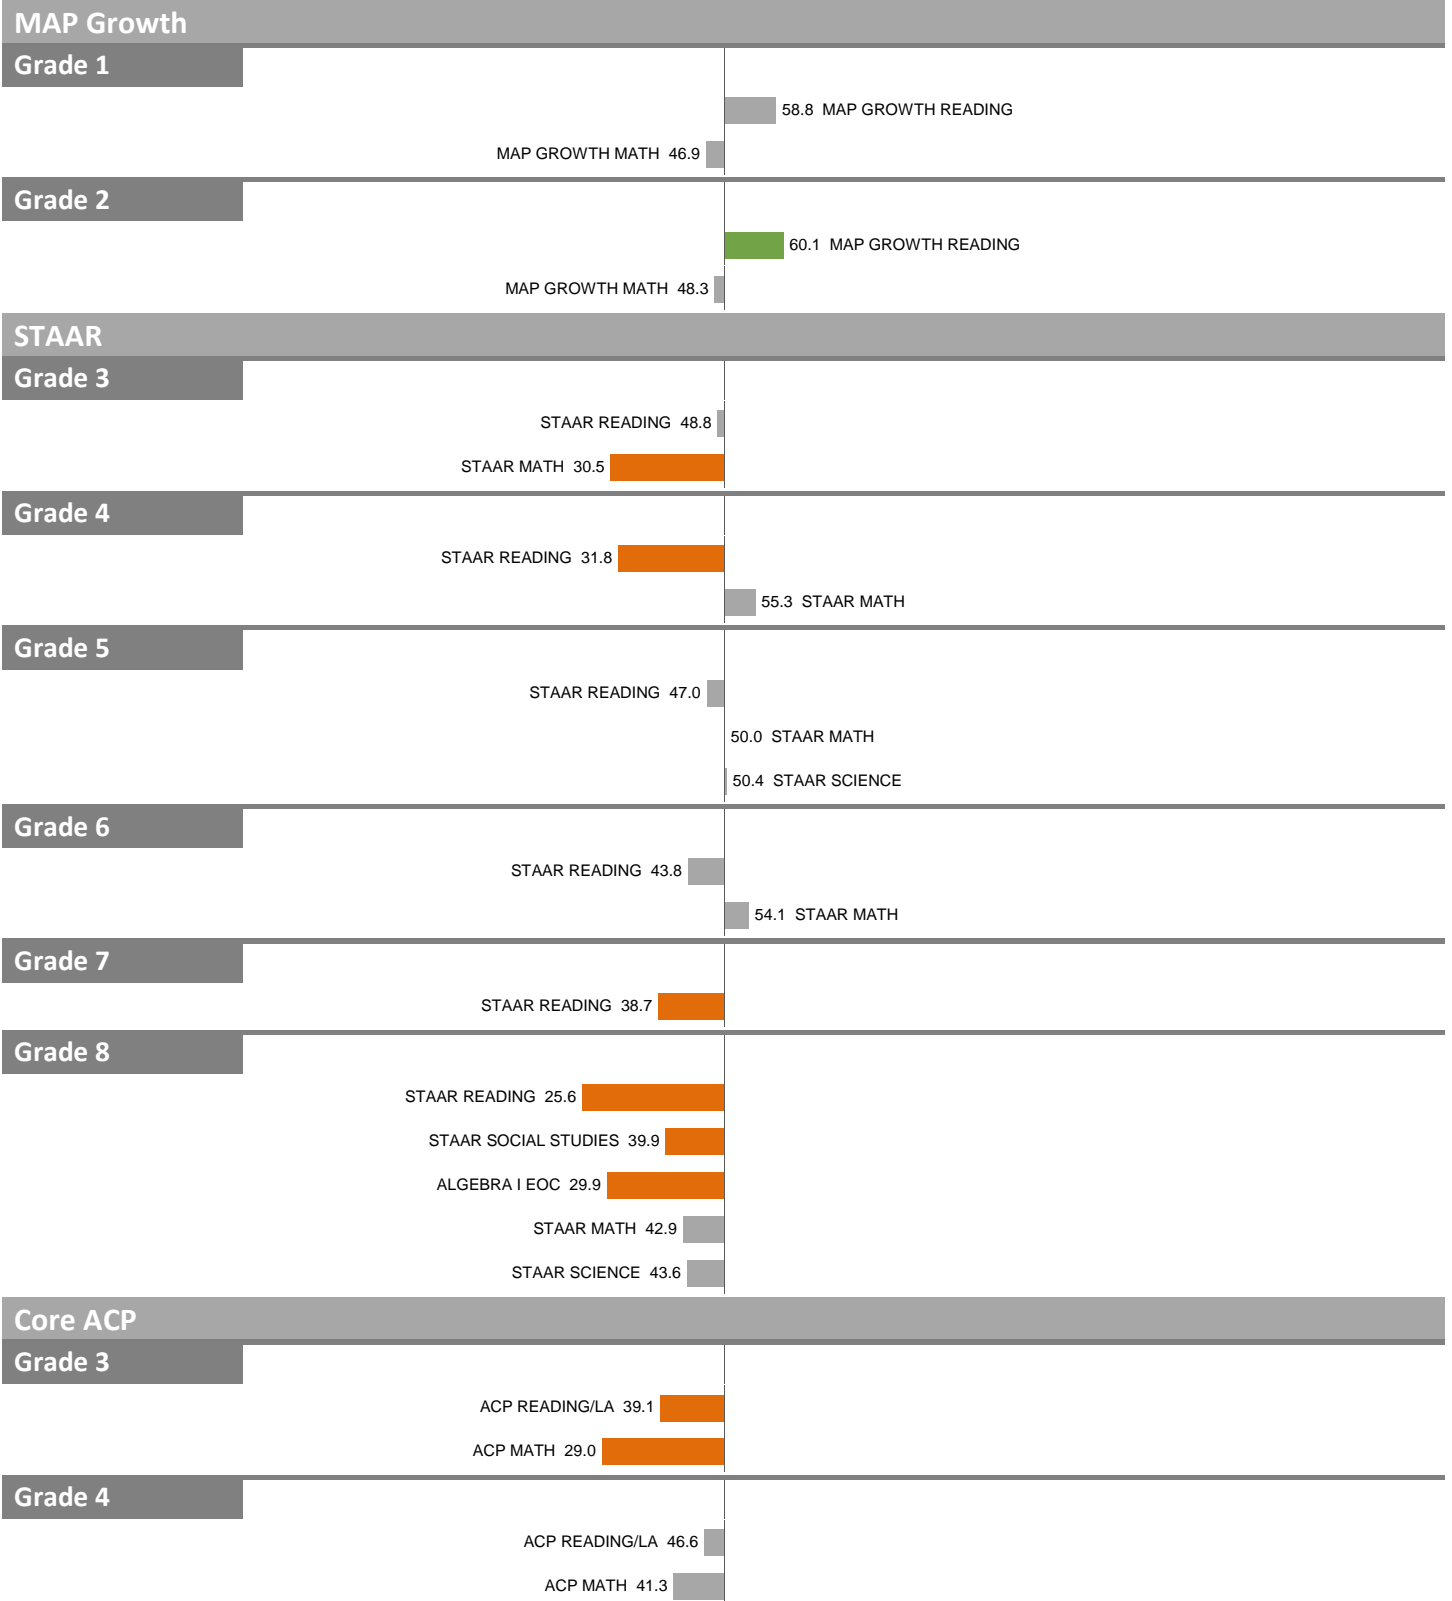 MAP Growth
Grade 1
58.8 MAP GROWTH READING
MAP GROWTH MATH 46.9
Grade 2
60.1 MAP GROWTH READING
MAP GROWTH MATH 48.3
STAAR
Grade 3
STAAR READING 48.8
STAAR MATH 30.5
Grade 4
STAAR READING 31.8
55.3 STAAR MATH
Grade 5
STAAR READING 47.0
50.0 STAAR MATH
50.4 STAAR SCIENCE
Grade 6
STAAR READING 43.8
54.1 STAAR MATH
Grade 7
STAAR READING 38.7
Grade 8
STAAR READING 25.6
STAAR SOCIAL STUDIES 39.9
ALGEBRA I EOC 29.9
STAAR MATH 42.9
STAAR SCIENCE 43.6
Core ACP
Grade 3
ACP READING/LA 39.1
ACP MATH 29.0
Grade 4
ACP READING/LA 46.6
ACP MATH 41.3